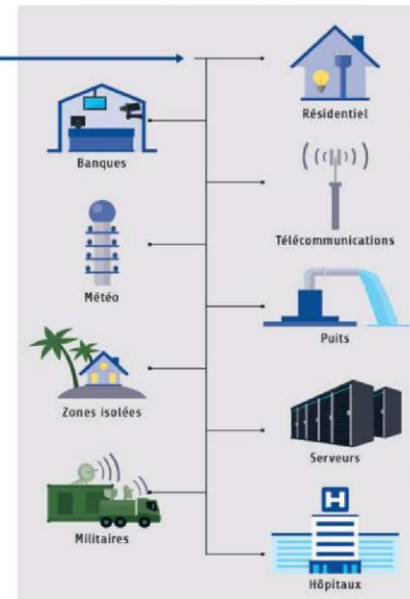 Résidentiel
Banques
Télécommunications
Météo
Puits
Zones isolées
Serveurs
Militaires
H
Hôpitaux